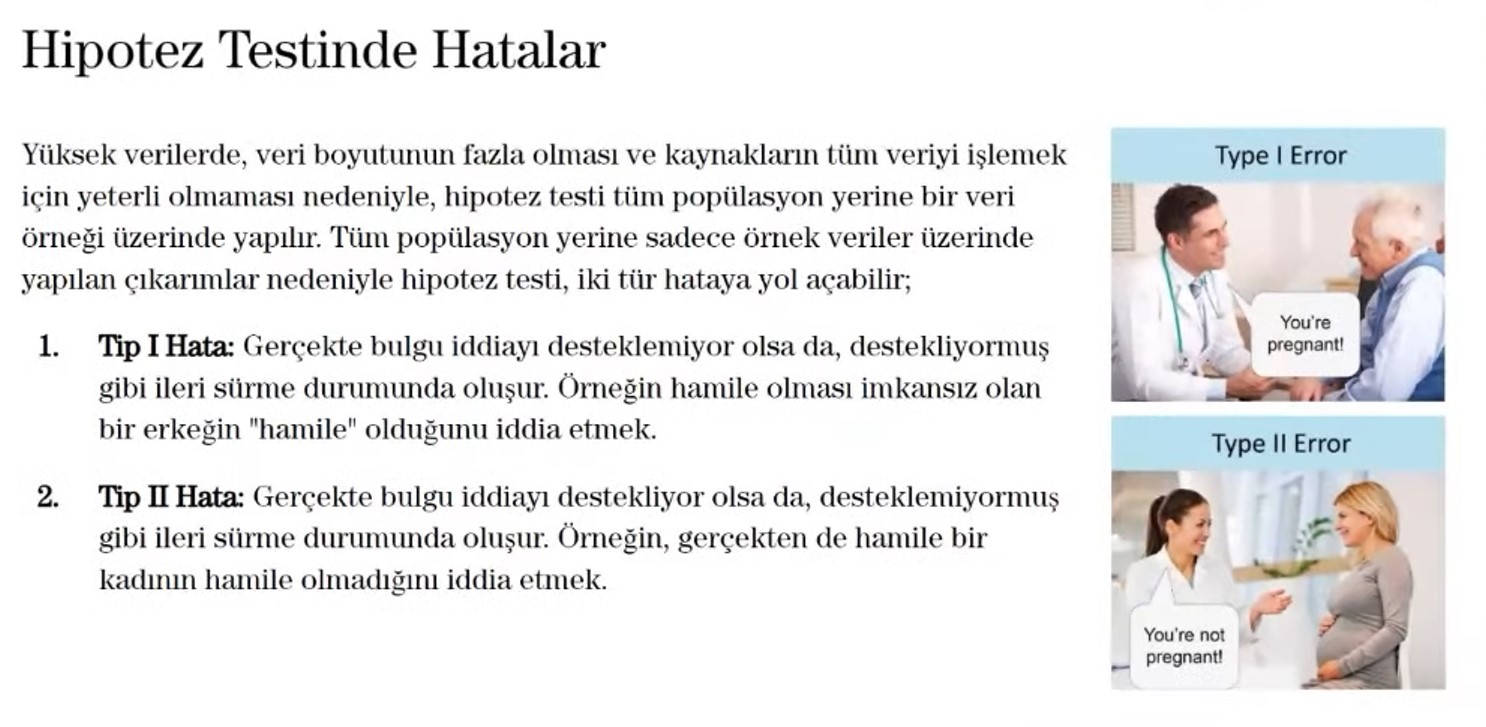 Hipotez Testinde Hatalar
Yüksek verilerde, veri boyutunun fazla olması ve kaynakların tüm veriyi işlemek
için yeterli olmaması nedeniyle, hipotez testi tüm popülasyon yerine bir veri
örneği üzerinde yapılır. Tüm popülasyon yerine sadece örnek veriler üzerinde
yapılan çıkarımlar nedeniyle hipotez testi, iki tür hataya yol açabilir;
1. Tip I Hata: Gerçekte bulgu iddiayı desteklemiyor olsa da, destekliyormuş
gibi ileri sürme durumunda oluşur. Örneğin hamile olması imkansız olan
bir erkeğin "hamile" olduğunu iddia etmek.
2. Tip II Hata: Gerçekte bulgu iddiayı destekliyor olsa da, desteklemiyormuş
gibi ileri sürme durumunda oluşur. Örneğin, gerçekten de hamile bir
kadının hamile olmadığını iddia etmek.
Type I Error
You're
pregnant!
Type II Error
You're not
pregnant!